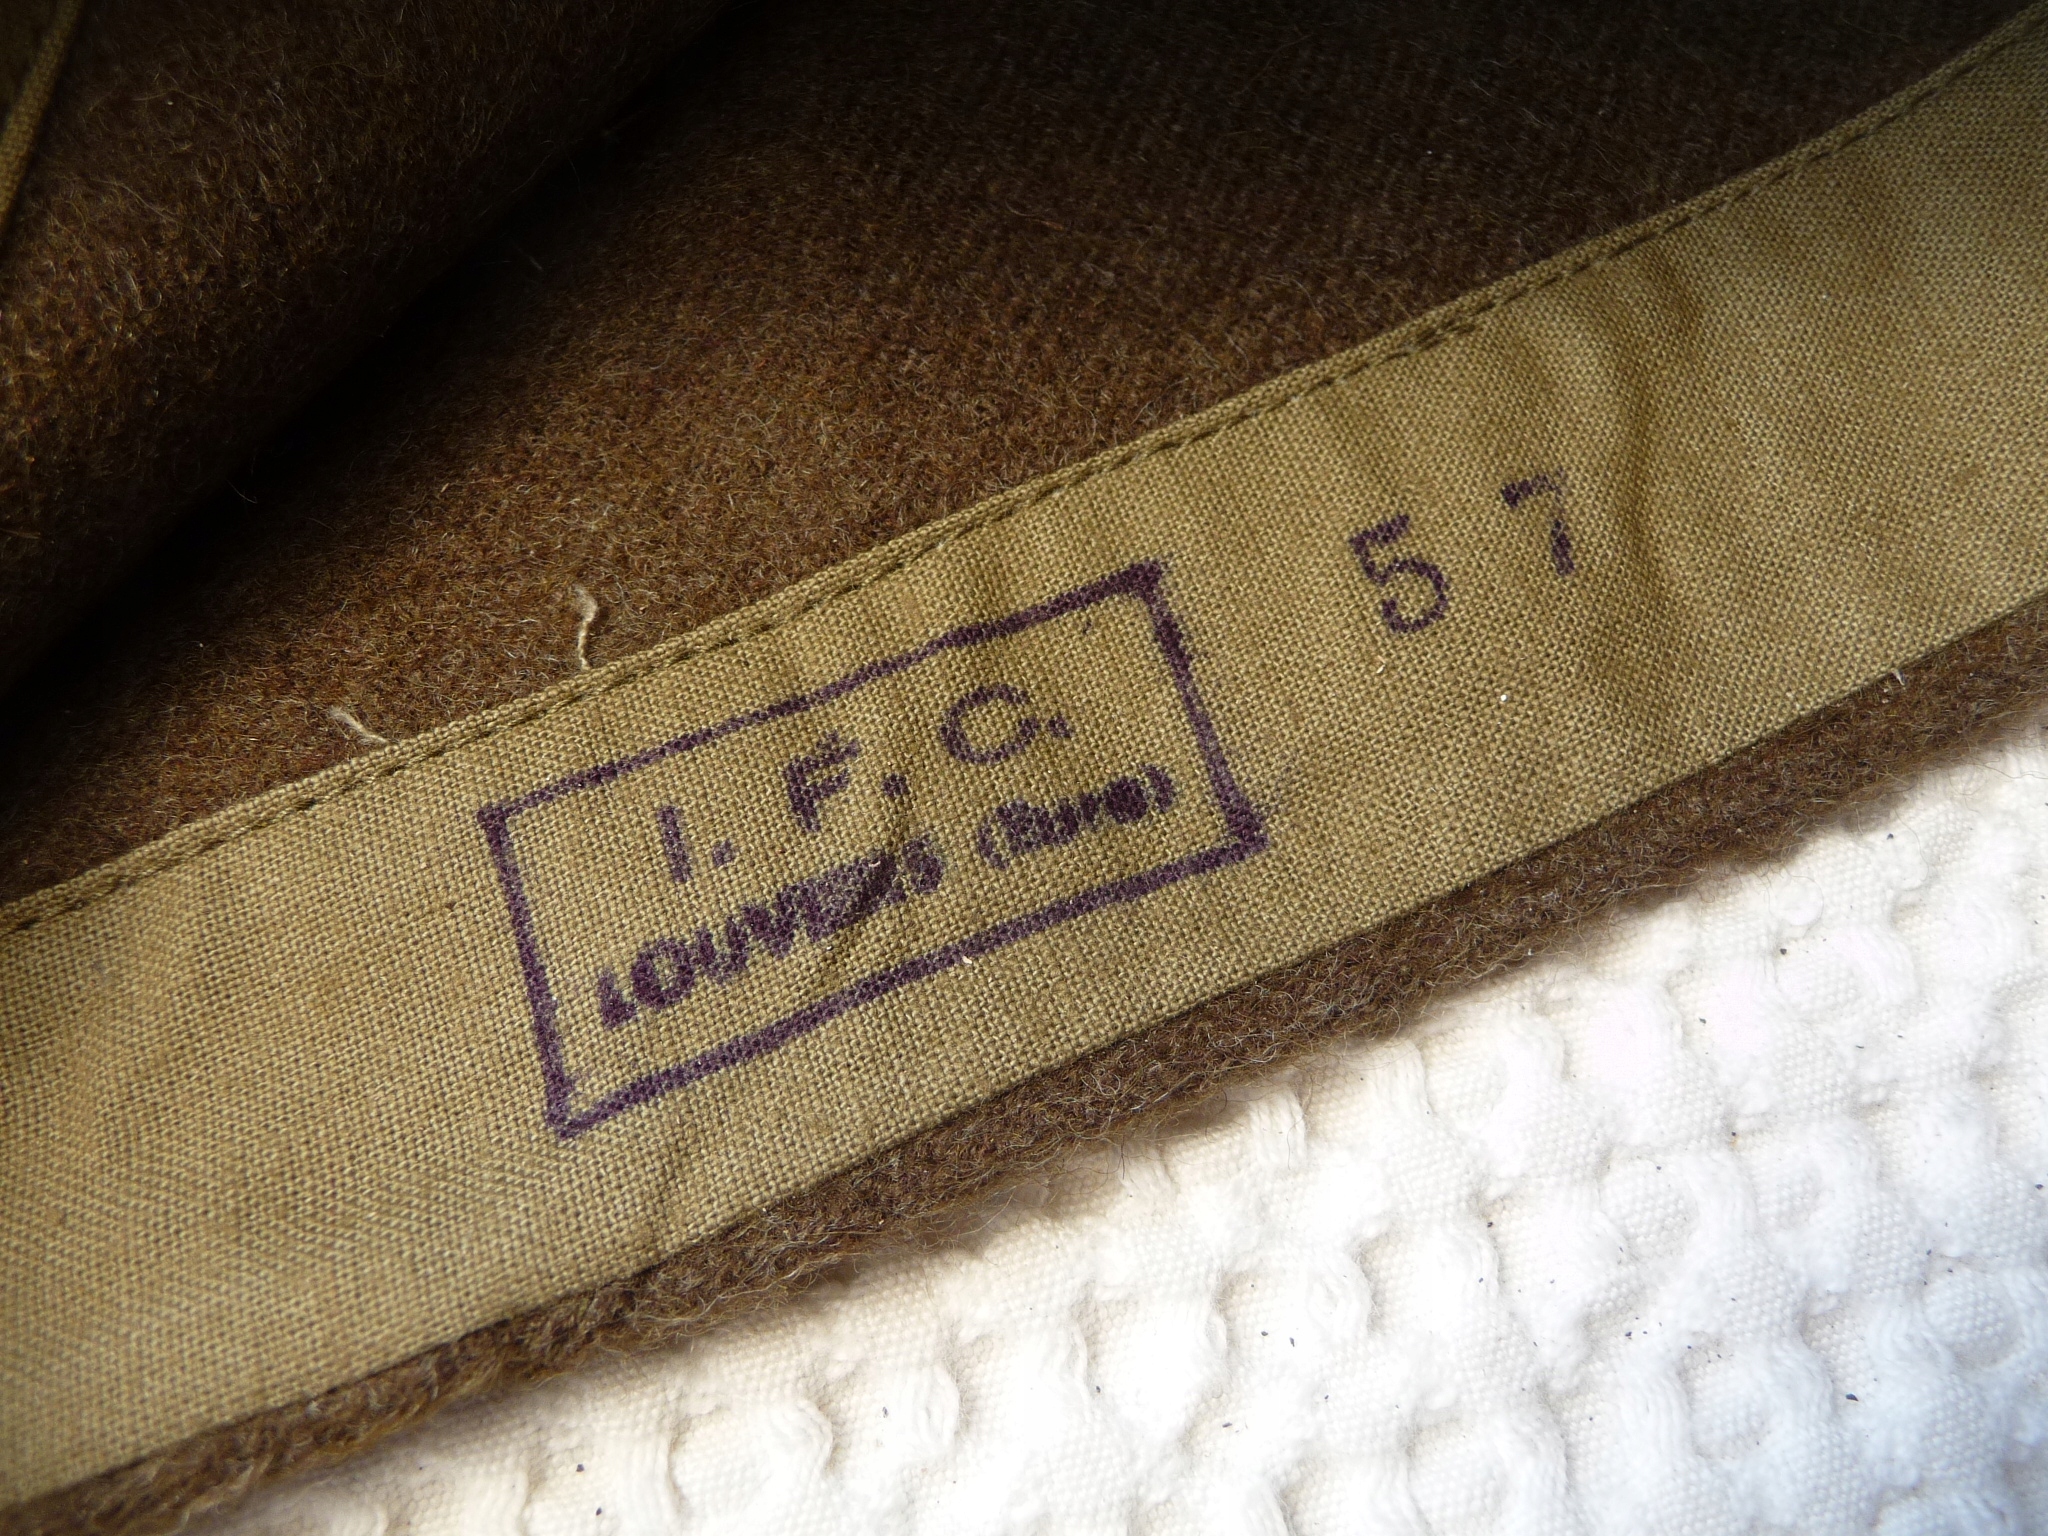 I. F. C.
LOUVIERS (Eure)
57